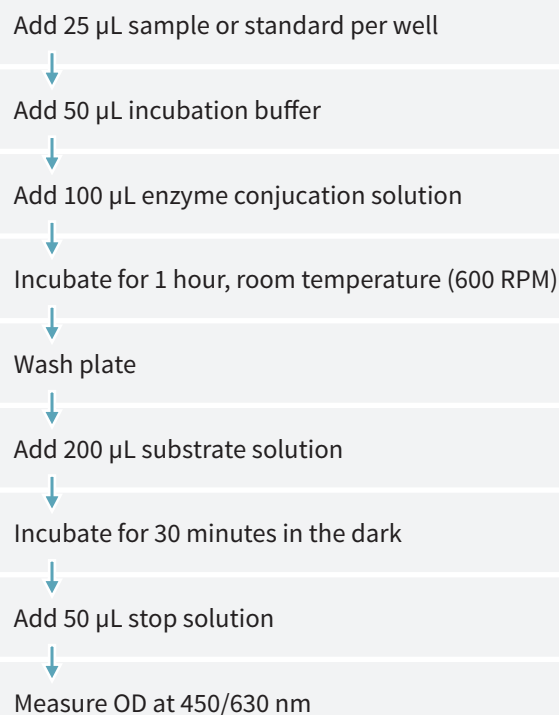 Add 25 µL sample or standard per well
Add 50 µL incubation buffer
Add 100 µL enzyme conjucation solution
Incubate for 1 hour, room temperature (600 RPM)
Wash plate
Add 200 µL substrate solution
Incubate for 30 minutes in the dark
Add 50 µL stop solution
Measure OD at 450/630 nm